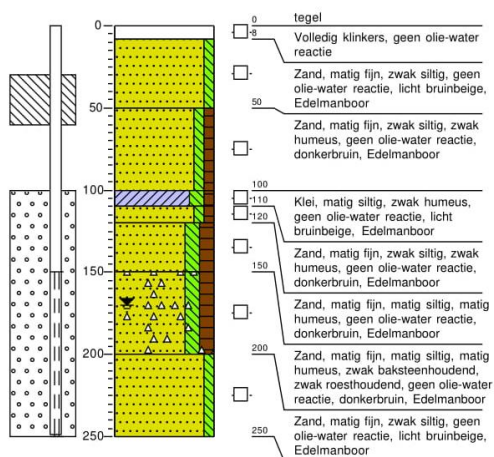 0
50
100
150
200
250
0
tegel
8
Volledig klinkers, geen olie-water
reactie
Zand, matig fijn, zwak siltig, geen
olie-water reactie, licht bruinbeige,
Edelmanboor
50
Zand, matig fijn, zwak siltig, zwak
humeus, geen olie-water reactie,
donkerbruin, Edelmanboor
100
110
Klei, matig siltig, zwak humeus,
geen olie-water reactie, licht
bruinbeige, Edelmanboor
120
Zand, matig fijn, zwak siltig, zwak
humeus, geen olie-water reactie,
donkerbruin, Edelmanboor
150
Zand, matig fijn, matig siltig, matig
humeus, geen olie-water reactie,
donkerbruin, Edelmanboor
200
Zand, matig fijn, matig siltig, matig
humeus, zwak baksteenhoudend,
zwak roesthoudend, geen olie-water
reactie, donkerbruin, Edelmanboor
250
Zand, matig fijn, zwak siltig, geen
olie-water reactie, licht bruinbeige,
Edelmanboor